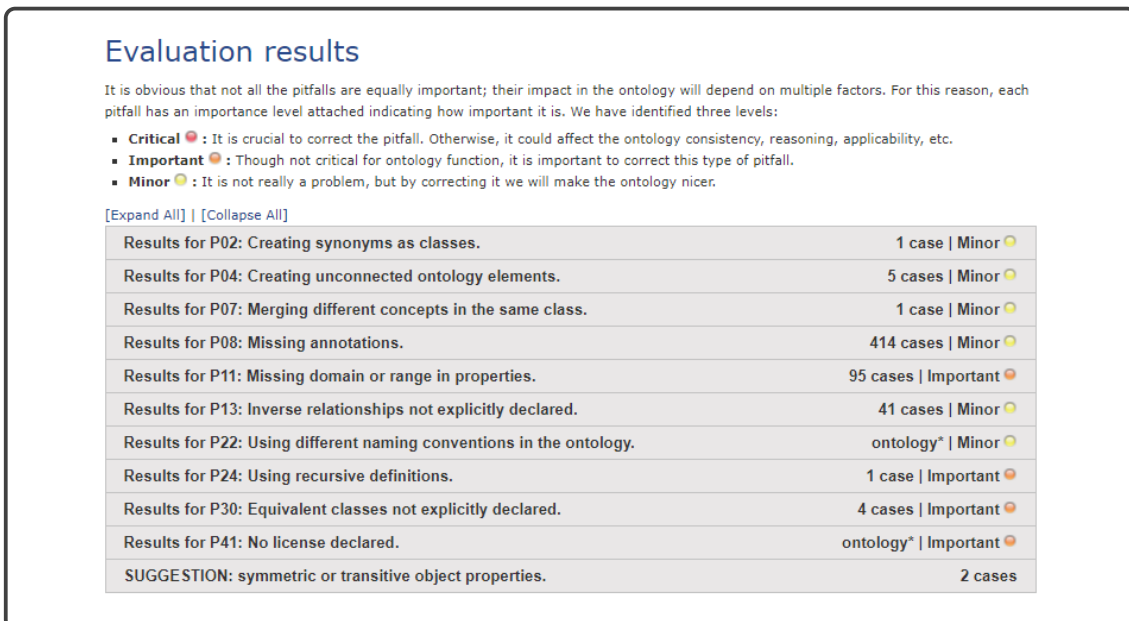 Evaluation results
It is obvious that not all the pitfalls are equally important; their impact in the ontology will depend on multiple factors. For this reason, each
pitfall has an importance level attached indicating how important it is. We have identified three levels:
Critical : It is crucial to correct the pitfall. Otherwise, it could affect the ontology consistency, reasoning, applicability, etc.
Important : Though not critical for ontology function, it is important to correct this type of pitfall.
Minor : It is not really a problem, but by correcting it we will make the ontology nicer.
[Expand All] | [Collapse All]
Results for P02: Creating synonyms as classes. 1 case | Minor
Results for P04: Creating unconnected ontology elements. 5 cases | Minor
Results for P07: Merging different concepts in the same class. 1 case | Minor
Results for P08: Missing annotations. 414 cases | Minor
Results for P11: Missing domain or range in properties. 95 cases | Important
Results for P13: Inverse relationships not explicitly declared. 41 cases | Minor
Results for P22: Using different naming conventions in the ontology. ontology* | Minor
Results for P24: Using recursive definitions. 1 case | Important
Results for P30: Equivalent classes not explicitly declared. 4 cases | Important
Results for P41: No license declared. ontology* | Important
SUGGESTION: symmetric or transitive object properties. 2 cases